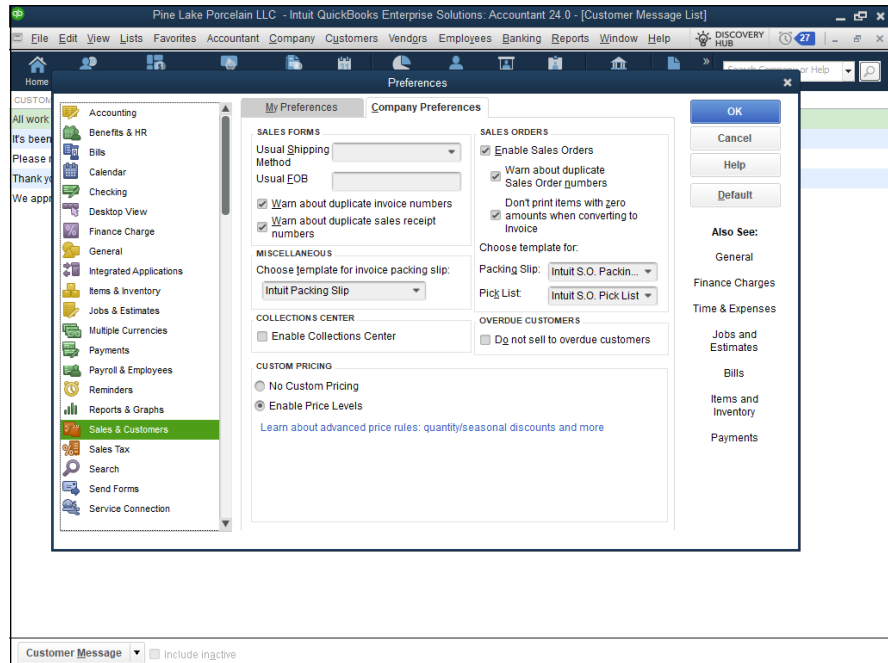 qb Pine Lake Porcelain LLC - Intuit QuickBooks Enterprise Solutions: Accountant 24.0 - [Customer Message List]
File Edit View Lists Favorites Accountant Company Customers Vendors Employees Banking Reports Window Help
DISCOVERY
HUB
27
Home
or Help
Preferences
CUSTOM
All work
It's been
Please
Thank yo
We appr
Accounting
Benefits & HR
Bills
Calendar
Checking
Desktop View
Finance Charge
General
Integrated Applications
Items & Inventory
Jobs & Estimates
Multiple Currencies
Payments
Payroll & Employees
Reminders
Reports & Graphs
Sales & Customers
Sales Tax
Search
Send Forms
Service Connection
My Preferences
Company Preferences
SALES FORMS
Usual Shipping
Method
Usual FOB
Warn about duplicate invoice numbers
Warn about duplicate sales receipt
numbers
MISCELLANEOUS
Choose template for invoice packing slip:
Intuit Packing Slip
COLLECTIONS CENTER
Enable Collections Center
SALES ORDERS
Enable Sales Orders
Warn about duplicate
Sales Order numbers
Don't print items with zero
amounts when converting to
Invoice
Choose template for:
Packing Slip: Intuit S.O. Packin...
Pick List: Intuit S.O. Pick List
OVERDUE CUSTOMERS
Do not sell to overdue customers
CUSTOM PRICING
No Custom Pricing
Enable Price Levels
Learn about advanced price rules: quantity/seasonal discounts and more
OK
Cancel
Help
Default
Also See:
General
Finance Charges
Time & Expenses
Jobs and
Estimates
Bills
Items and
Inventory
Payments
Customer Message
Include inactive